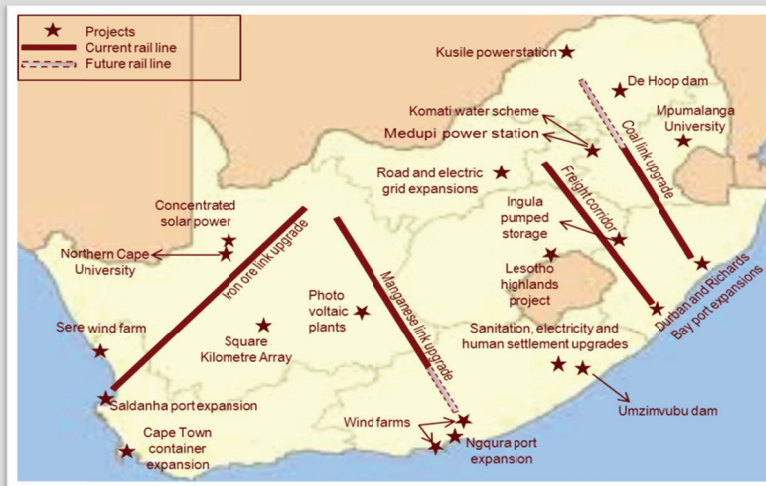 Projects
Current rail line
Future rail line
Kusile powerstation
De Hoop dam
Komati water scheme
Medupi power station
Mpumalanga
University
Coal link upgrade
Road and electric
grid expansions
Freight corridor
Concentrated
solar power
Ingula
pumped
storage
Northern Cape
University
Iron ore link upgrade
Lesotho
highlands
project
Manganese link upgrade
Photo
voltaic
plants
Durban and Richards
Bay port expansions
Sere wind farm
Square
Kilometre Array
Sanitation, electricity and
human settlement upgrades
Saldanha port expansion
Umzimvubu dam
Wind farms
Cape Town
container
expansion
Ngqura port
expansion